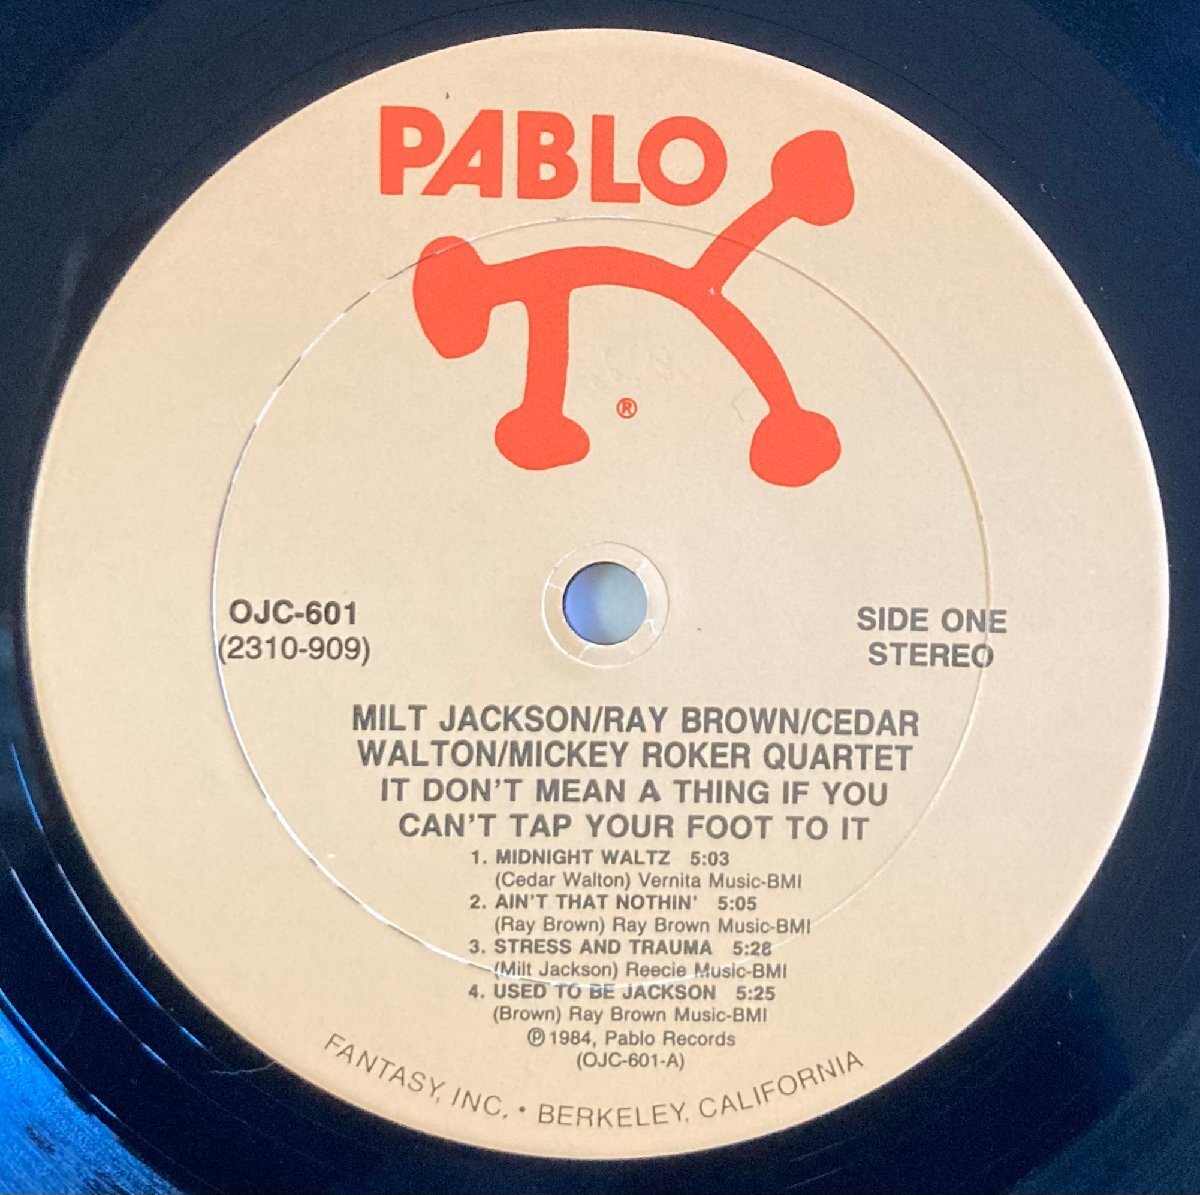 PABLO
®
OJC-601
(2310-909)
SIDE ONE
STEREO
MILT JACKSON/RAY BROWN/CEDAR
WALTON/MICKEY ROKER QUARTET
IT DON'T MEAN A THING IF YOU
CAN'T TAP YOUR FOOT TO IT
1. MIDNIGHT WALTZ 5:03
(Cedar Walton) Vernita Music-BMI
2. AIN'T THAT NOTHIN' 5:05
(Ray Brown) Ray Brown Music-BMI
3. STRESS AND TRAUMA 5:28
(Milt Jackson) Reecie Music-BMI
4. USED TO BE JACKSON 5:25
(Brown) Ray Brown Music-BMI
℗ 1984, Pablo Records
(OJC-601-A)
FANTASY, INC. • BERKELEY, CALIFORNIA